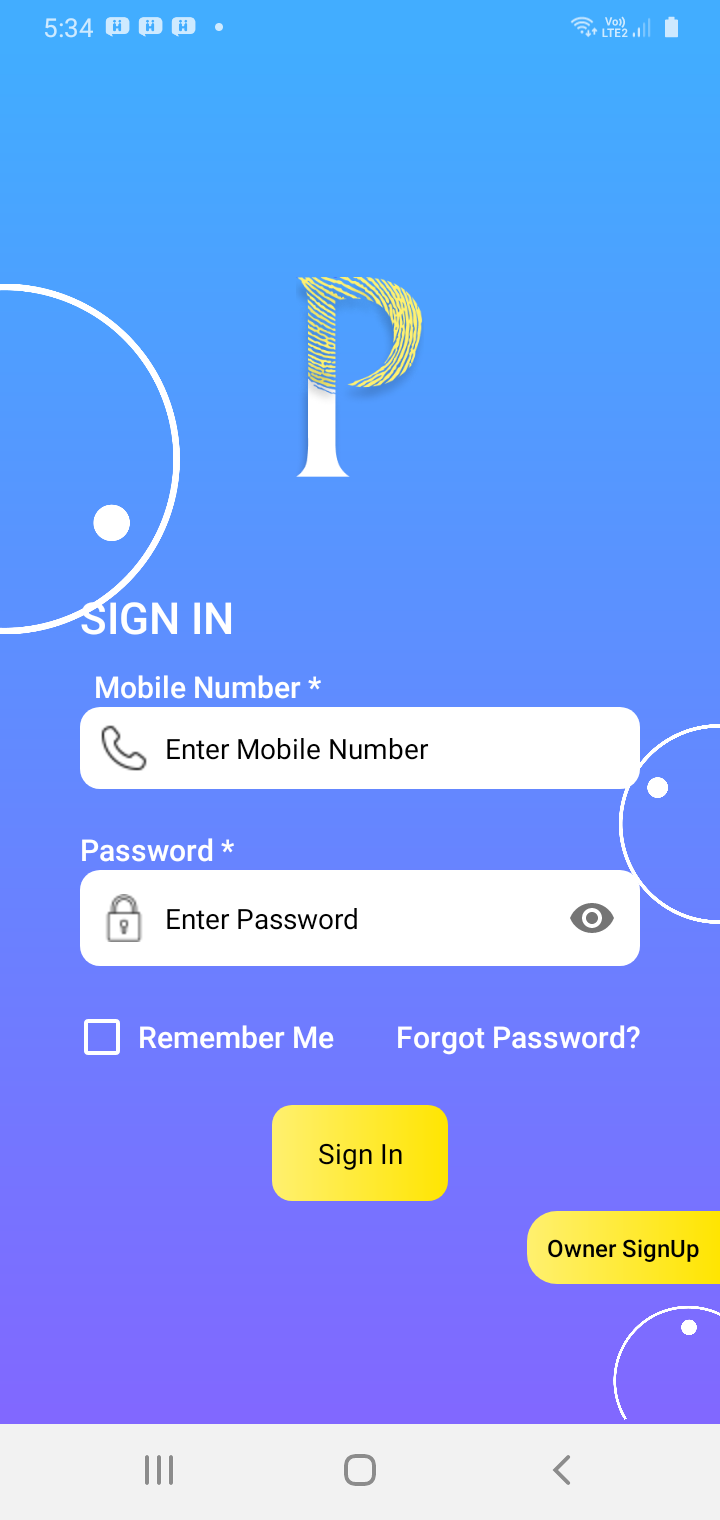 5:34
Vo))
LTE2
P
SIGN IN
Mobile Number *
Enter Mobile Number
Password *
Enter Password
Remember Me Forgot Password?
Sign In
Owner SignUp